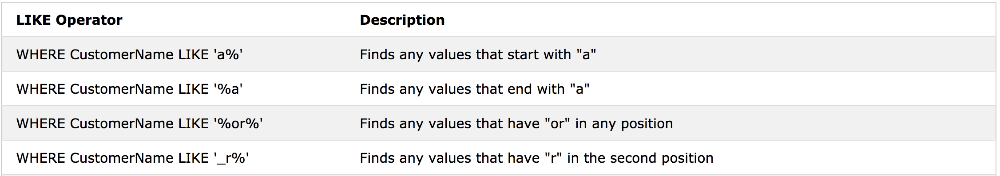 LIKE Operator Description
WHERE CustomerName LIKE 'a%' Finds any values that start with "a"
WHERE CustomerName LIKE '%a' Finds any values that end with "a"
WHERE CustomerName LIKE '%or%' Finds any values that have "or" in any position
WHERE CustomerName LIKE '_r%' Finds any values that have "r" in the second position